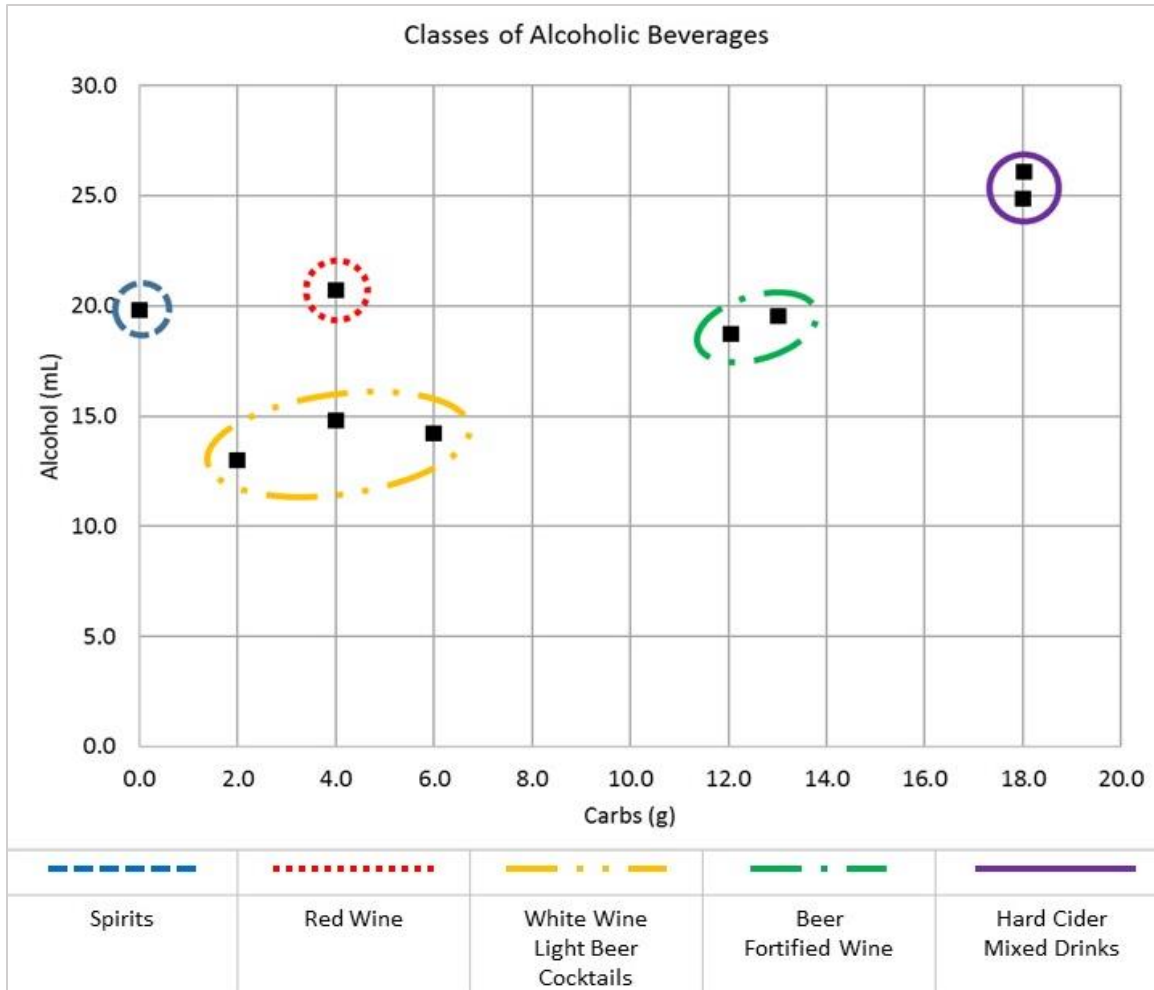 Classes of Alcoholic Beverages
30.0
25.0
20.0
15.0
10.0
5.0
0.0
Alcohol (mL)
0.0 2.0 4.0 6.0 8.0 10.0 12.0 14.0 16.0 18.0 20.0
Carbs (g)
Spirits
Red Wine
White Wine
Light Beer
Cocktails
Beer
Fortified Wine
Hard Cider
Mixed Drinks